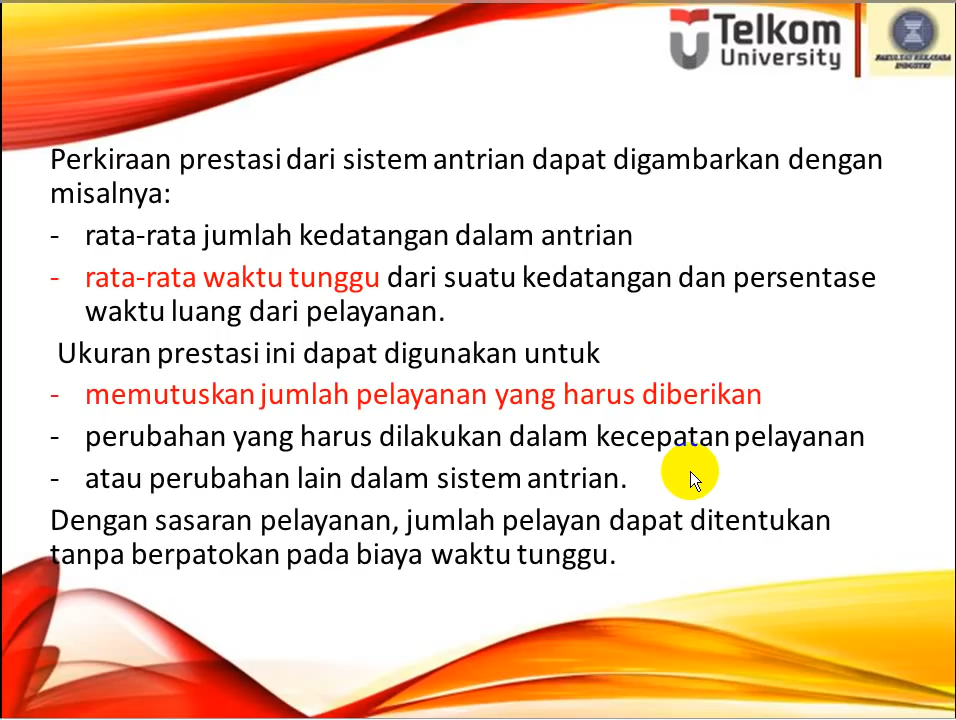 Telkom
University
FAKULTAS REKAYASA
INDUSTRI
Perkiraan prestasi dari sistem antrian dapat digambarkan dengan
misalnya:
- rata-rata jumlah kedatangan dalam antrian
- rata-rata waktu tunggu dari suatu kedatangan dan persentase
waktu luang dari pelayanan.
Ukuran prestasi ini dapat digunakan untuk
- memutuskan jumlah pelayanan yang harus diberikan
- perubahan yang harus dilakukan dalam kecepatan pelayanan
- atau perubahan lain dalam sistem antrian.
Dengan sasaran pelayanan, jumlah pelayan dapat ditentukan
tanpa berpatokan pada biaya waktu tunggu.